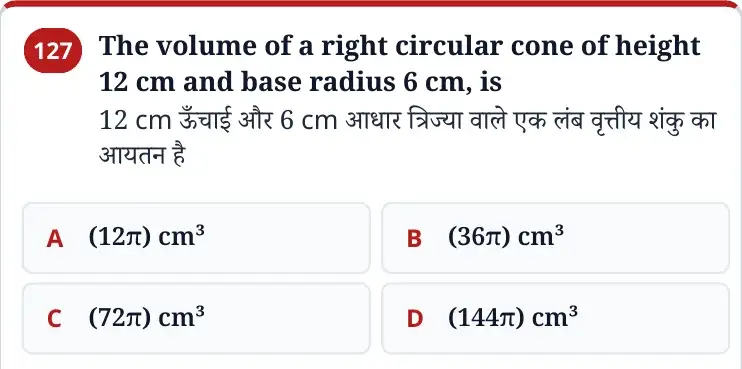 127 The volume of a right circular cone of height
12 cm and base radius 6 cm, is
12 cm ऊँचाई और 6 cm आधार त्रिज्या वाले एक लंब वृत्तीय शंकु का
आयतन है
A (12π) cm³ B (36π) cm³
C (72π) cm³ D (144π) cm³